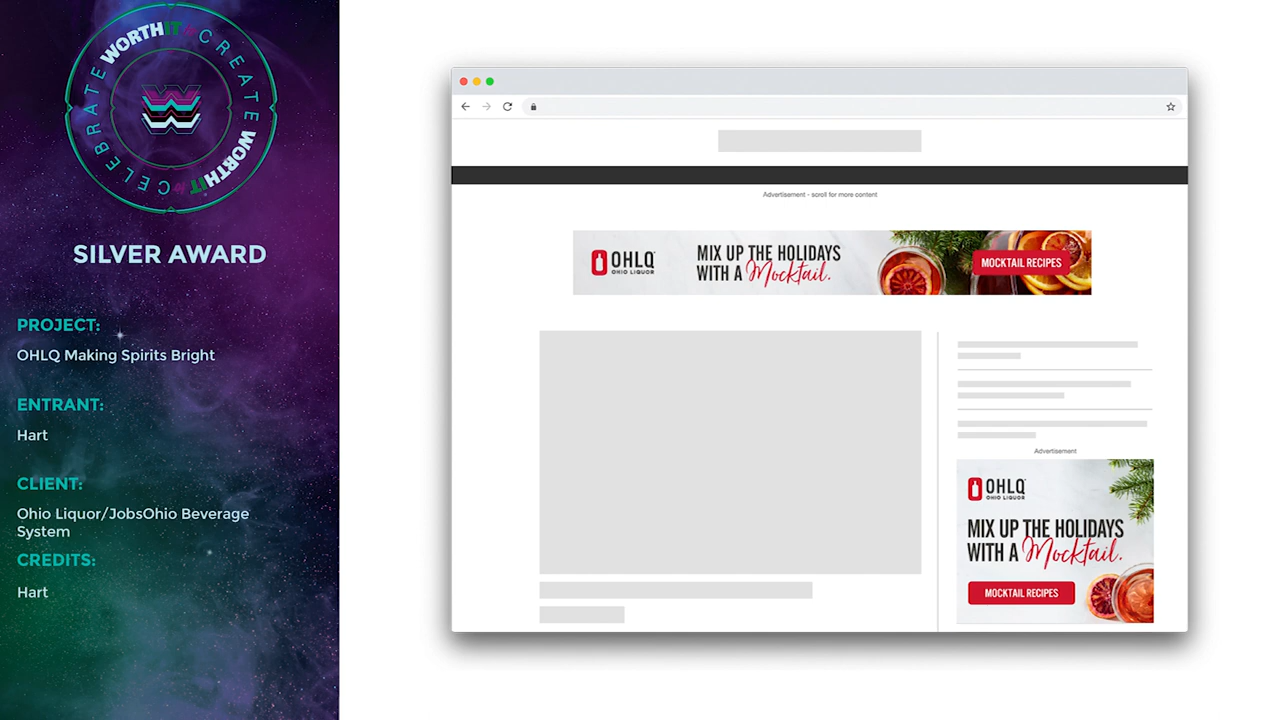 WORTHIT to CREATE
WORTHIT to CELEBRATE
W
SILVER AWARD
PROJECT:
OHLQ Making Spirits Bright
ENTRANT:
Hart
CLIENT:
Ohio Liquor/JobsOhio Beverage
System
CREDITS:
Hart
Advertisement - scroll for more content
OHLQ
OHIO LIQUOR
MIX UP THE HOLIDAYS
WITH A Mocktail.
MOCKTAIL RECIPES
Advertisement
OHLQ
OHIO LIQUOR
MIX UP THE HOLIDAYS
WITH A Mocktail.
MOCKTAIL RECIPES